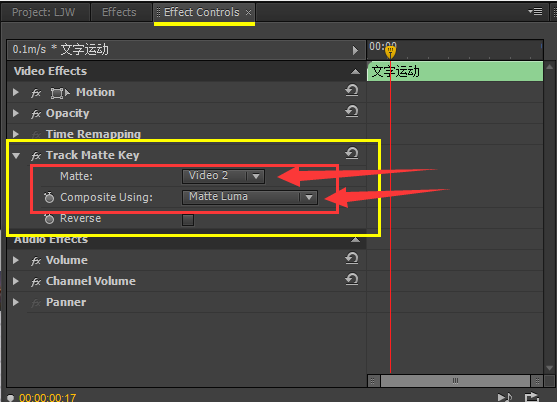 Project: LJW Effects Effect Controls ×
0.1m/s * 文字运动 00:00
Video Effects 文字运动
fx Motion
fx Opacity
fx Time Remapping
fx Track Matte Key
Matte: Video 2
Composite Using: Matte Luma
Reverse
Audio Effects
fx Volume
fx Channel Volume
fx Panner
00:00:00:17